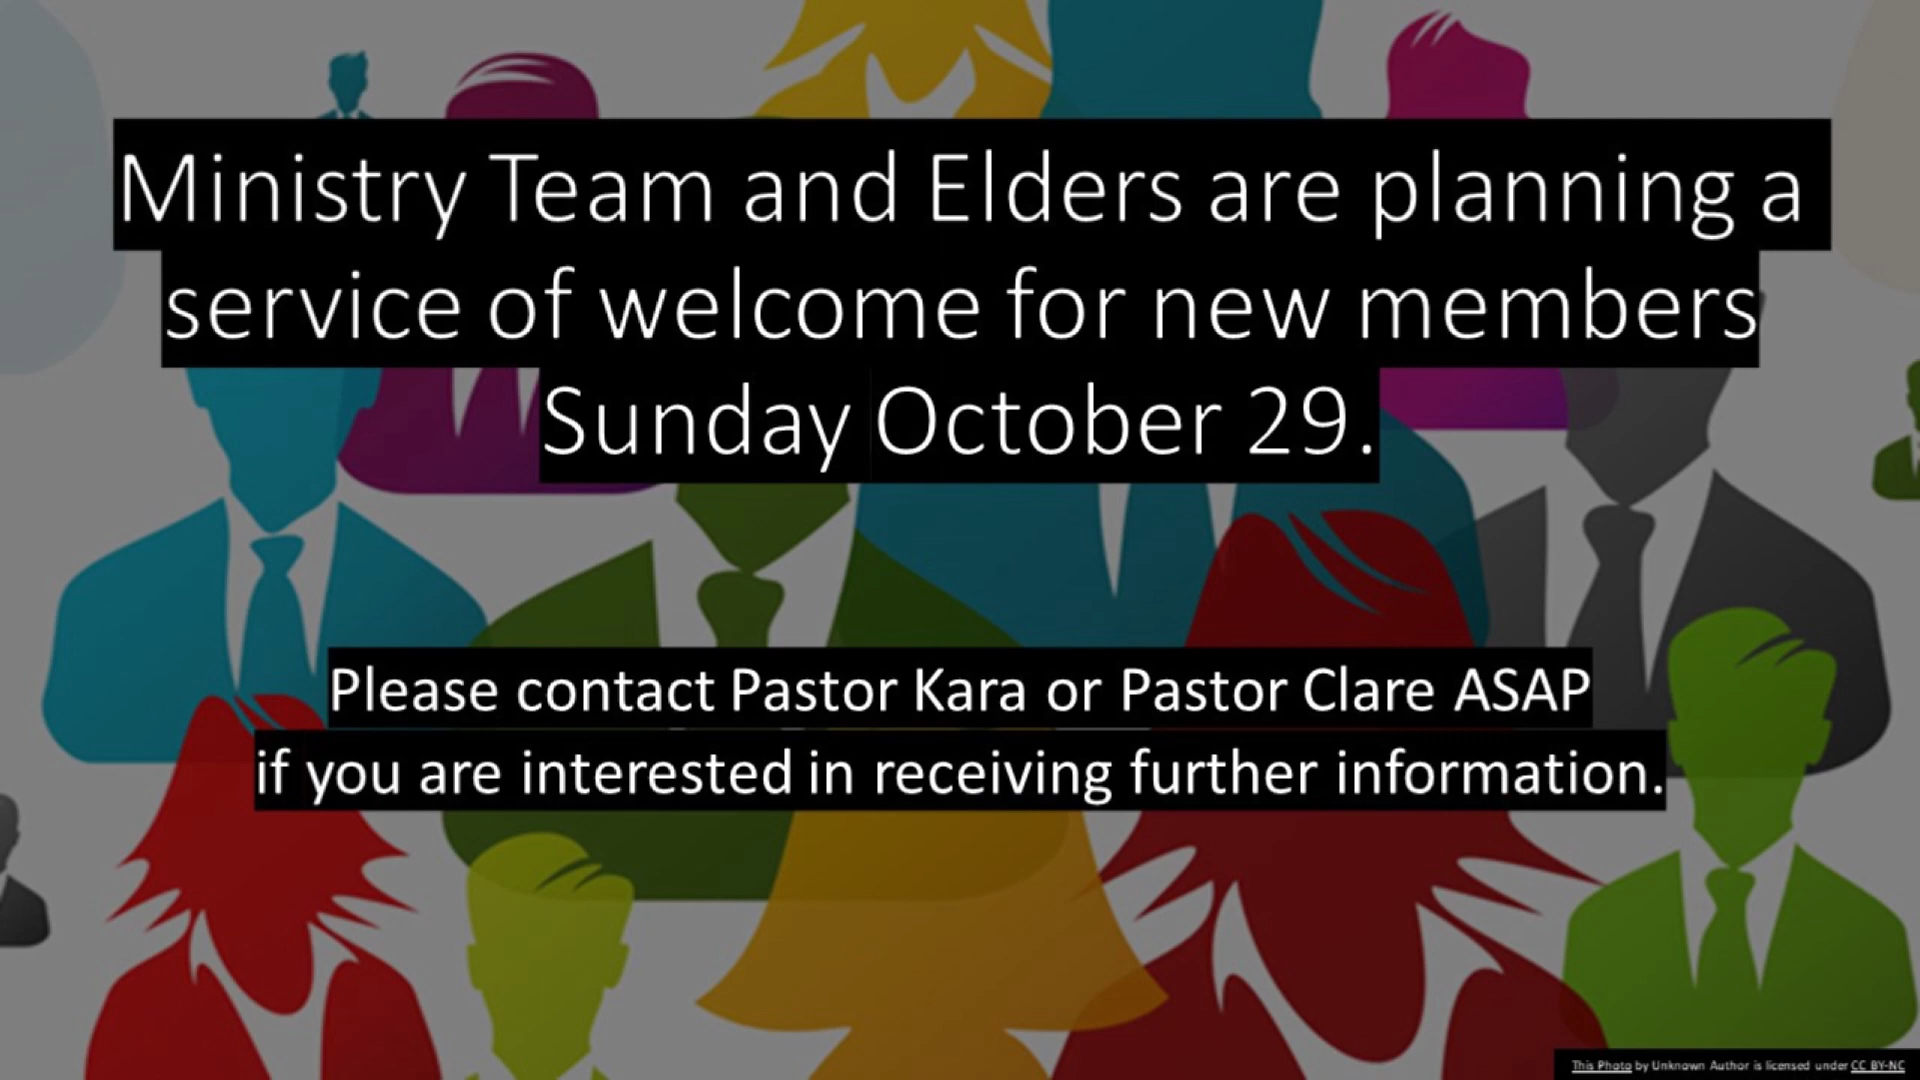 Ministry Team and Elders are planning a
service of welcome for new members
Sunday October 29.
Please contact Pastor Kara or Pastor Clare ASAP
if you are interested in receiving further information.
This Photo by Unknown Author is licensed under CC BY-NC